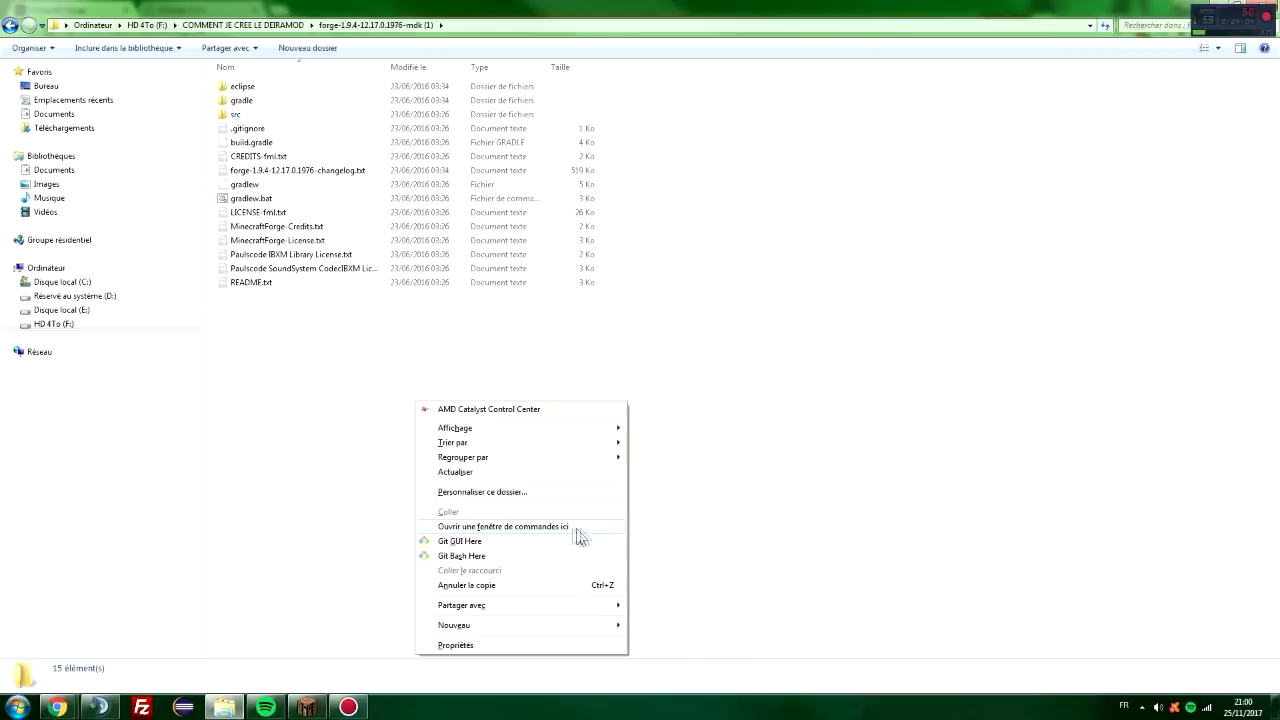 Ordinateur HD 4To (F:) COMMENT JE CREE LE DEIRAMOD forge-1.9.4-12.17.0.1976-mdk (1) Rechercher dans :
Organiser Inclure dans la bibliothèque Partager avec Nouveau dossier
Nom Modifié le Type Taille
Favoris
Bureau
Emplacements récents
Documents
Téléchargements
Bibliothèques
Documents
Images
Musique
Vidéos
Groupe résidentiel
Ordinateur
Disque local (C:)
Réservé au système (D:)
Disque local (E:)
HD 4To (F:)
Réseau
eclipse 23/06/2016 03:34 Dossier de fichiers
gradle 23/06/2016 03:34 Dossier de fichiers
src 23/06/2016 03:26 Dossier de fichiers
.gitignore 23/06/2016 03:26 Document texte 1 Ko
build.gradle 23/06/2016 03:26 Fichier GRADLE 4 Ko
CREDITS-fml.txt 23/06/2016 03:26 Document texte 2 Ko
forge-1.9.4-12.17.0.1976-changelog.txt 23/06/2016 03:34 Document texte 519 Ko
gradlew 23/06/2016 03:26 Fichier 5 Ko
gradlew.bat 23/06/2016 03:26 Fichier de comma... 3 Ko
LICENSE-fml.txt 23/06/2016 03:26 Document texte 26 Ko
MinecraftForge-Credits.txt 23/06/2016 03:26 Document texte 2 Ko
MinecraftForge-License.txt 23/06/2016 03:26 Document texte 3 Ko
Paulscode IBXM Library License.txt 23/06/2016 03:26 Document texte 2 Ko
Paulscode SoundSystem CodecIBXM Lic... 23/06/2016 03:26 Document texte 3 Ko
README.txt 23/06/2016 03:26 Document texte 3 Ko
AMD Catalyst Control Center
Affichage
Trier par
Regrouper par
Actualiser
Personnaliser ce dossier...
Coller
Ouvrir une fenêtre de commandes ici
Git GUI Here
Git Bash Here
Coller le raccourci
Annuler la copie Ctrl+Z
Partager avec
Nouveau
Propriétés
15 élément(s)
FR 21:00
25/11/2017